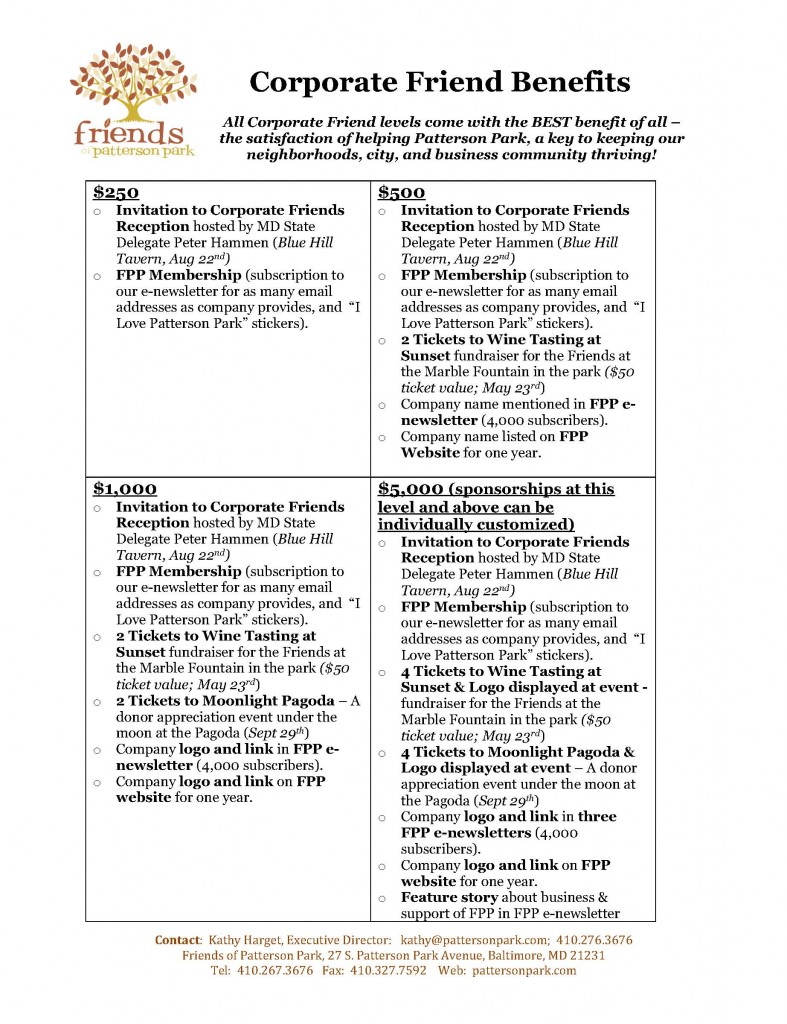 friends
of patterson park
Corporate Friend Benefits
All Corporate Friend levels come with the BEST benefit of all –
the satisfaction of helping Patterson Park, a key to keeping our
neighborhoods, city, and business community thriving!
$250
o Invitation to Corporate Friends
Reception hosted by MD State
Delegate Peter Hammen (Blue Hill
Tavern, Aug 22nd)
o FPP Membership (subscription to
our e-newsletter for as many email
addresses as company provides, and “I
Love Patterson Park” stickers).
$500
o Invitation to Corporate Friends
Reception hosted by MD State
Delegate Peter Hammen (Blue Hill
Tavern, Aug 22nd)
o FPP Membership (subscription to
our e-newsletter for as many email
addresses as company provides, and “I
Love Patterson Park” stickers).
o 2 Tickets to Wine Tasting at
Sunset fundraiser for the Friends at
the Marble Fountain in the park ($50
ticket value; May 23rd)
o Company name mentioned in FPP e-
newsletter (4,000 subscribers).
o Company name listed on FPP
Website for one year.
$1,000
o Invitation to Corporate Friends
Reception hosted by MD State
Delegate Peter Hammen (Blue Hill
Tavern, Aug 22nd)
o FPP Membership (subscription to
our e-newsletter for as many email
addresses as company provides, and “I
Love Patterson Park” stickers).
o 2 Tickets to Wine Tasting at
Sunset fundraiser for the Friends at
the Marble Fountain in the park ($50
ticket value; May 23rd)
o 2 Tickets to Moonlight Pagoda – A
donor appreciation event under the
moon at the Pagoda (Sept 29th)
o Company logo and link in FPP e-
newsletter (4,000 subscribers).
o Company logo and link on FPP
website for one year.
$5,000 (sponsorships at this
level and above can be
individually customized)
o Invitation to Corporate Friends
Reception hosted by MD State
Delegate Peter Hammen (Blue Hill
Tavern, Aug 22nd)
o FPP Membership (subscription to
our e-newsletter for as many email
addresses as company provides, and “I
Love Patterson Park” stickers).
o 4 Tickets to Wine Tasting at
Sunset & Logo displayed at event -
fundraiser for the Friends at the
Marble Fountain in the park ($50
ticket value; May 23rd)
o 4 Tickets to Moonlight Pagoda &
Logo displayed at event – A donor
appreciation event under the moon at
the Pagoda (Sept 29th)
o Company logo and link in three
FPP e-newsletters (4,000
subscribers).
o Company logo and link on FPP
website for one year.
o Feature story about business &
support of FPP in FPP e-newsletter
Contact: Kathy Harget, Executive Director: kathy@pattersonpark.com; 410.276.3676
Friends of Patterson Park, 27 S. Patterson Park Avenue, Baltimore, MD 21231
Tel: 410.267.3676 Fax: 410.327.7592 Web: pattersonpark.com